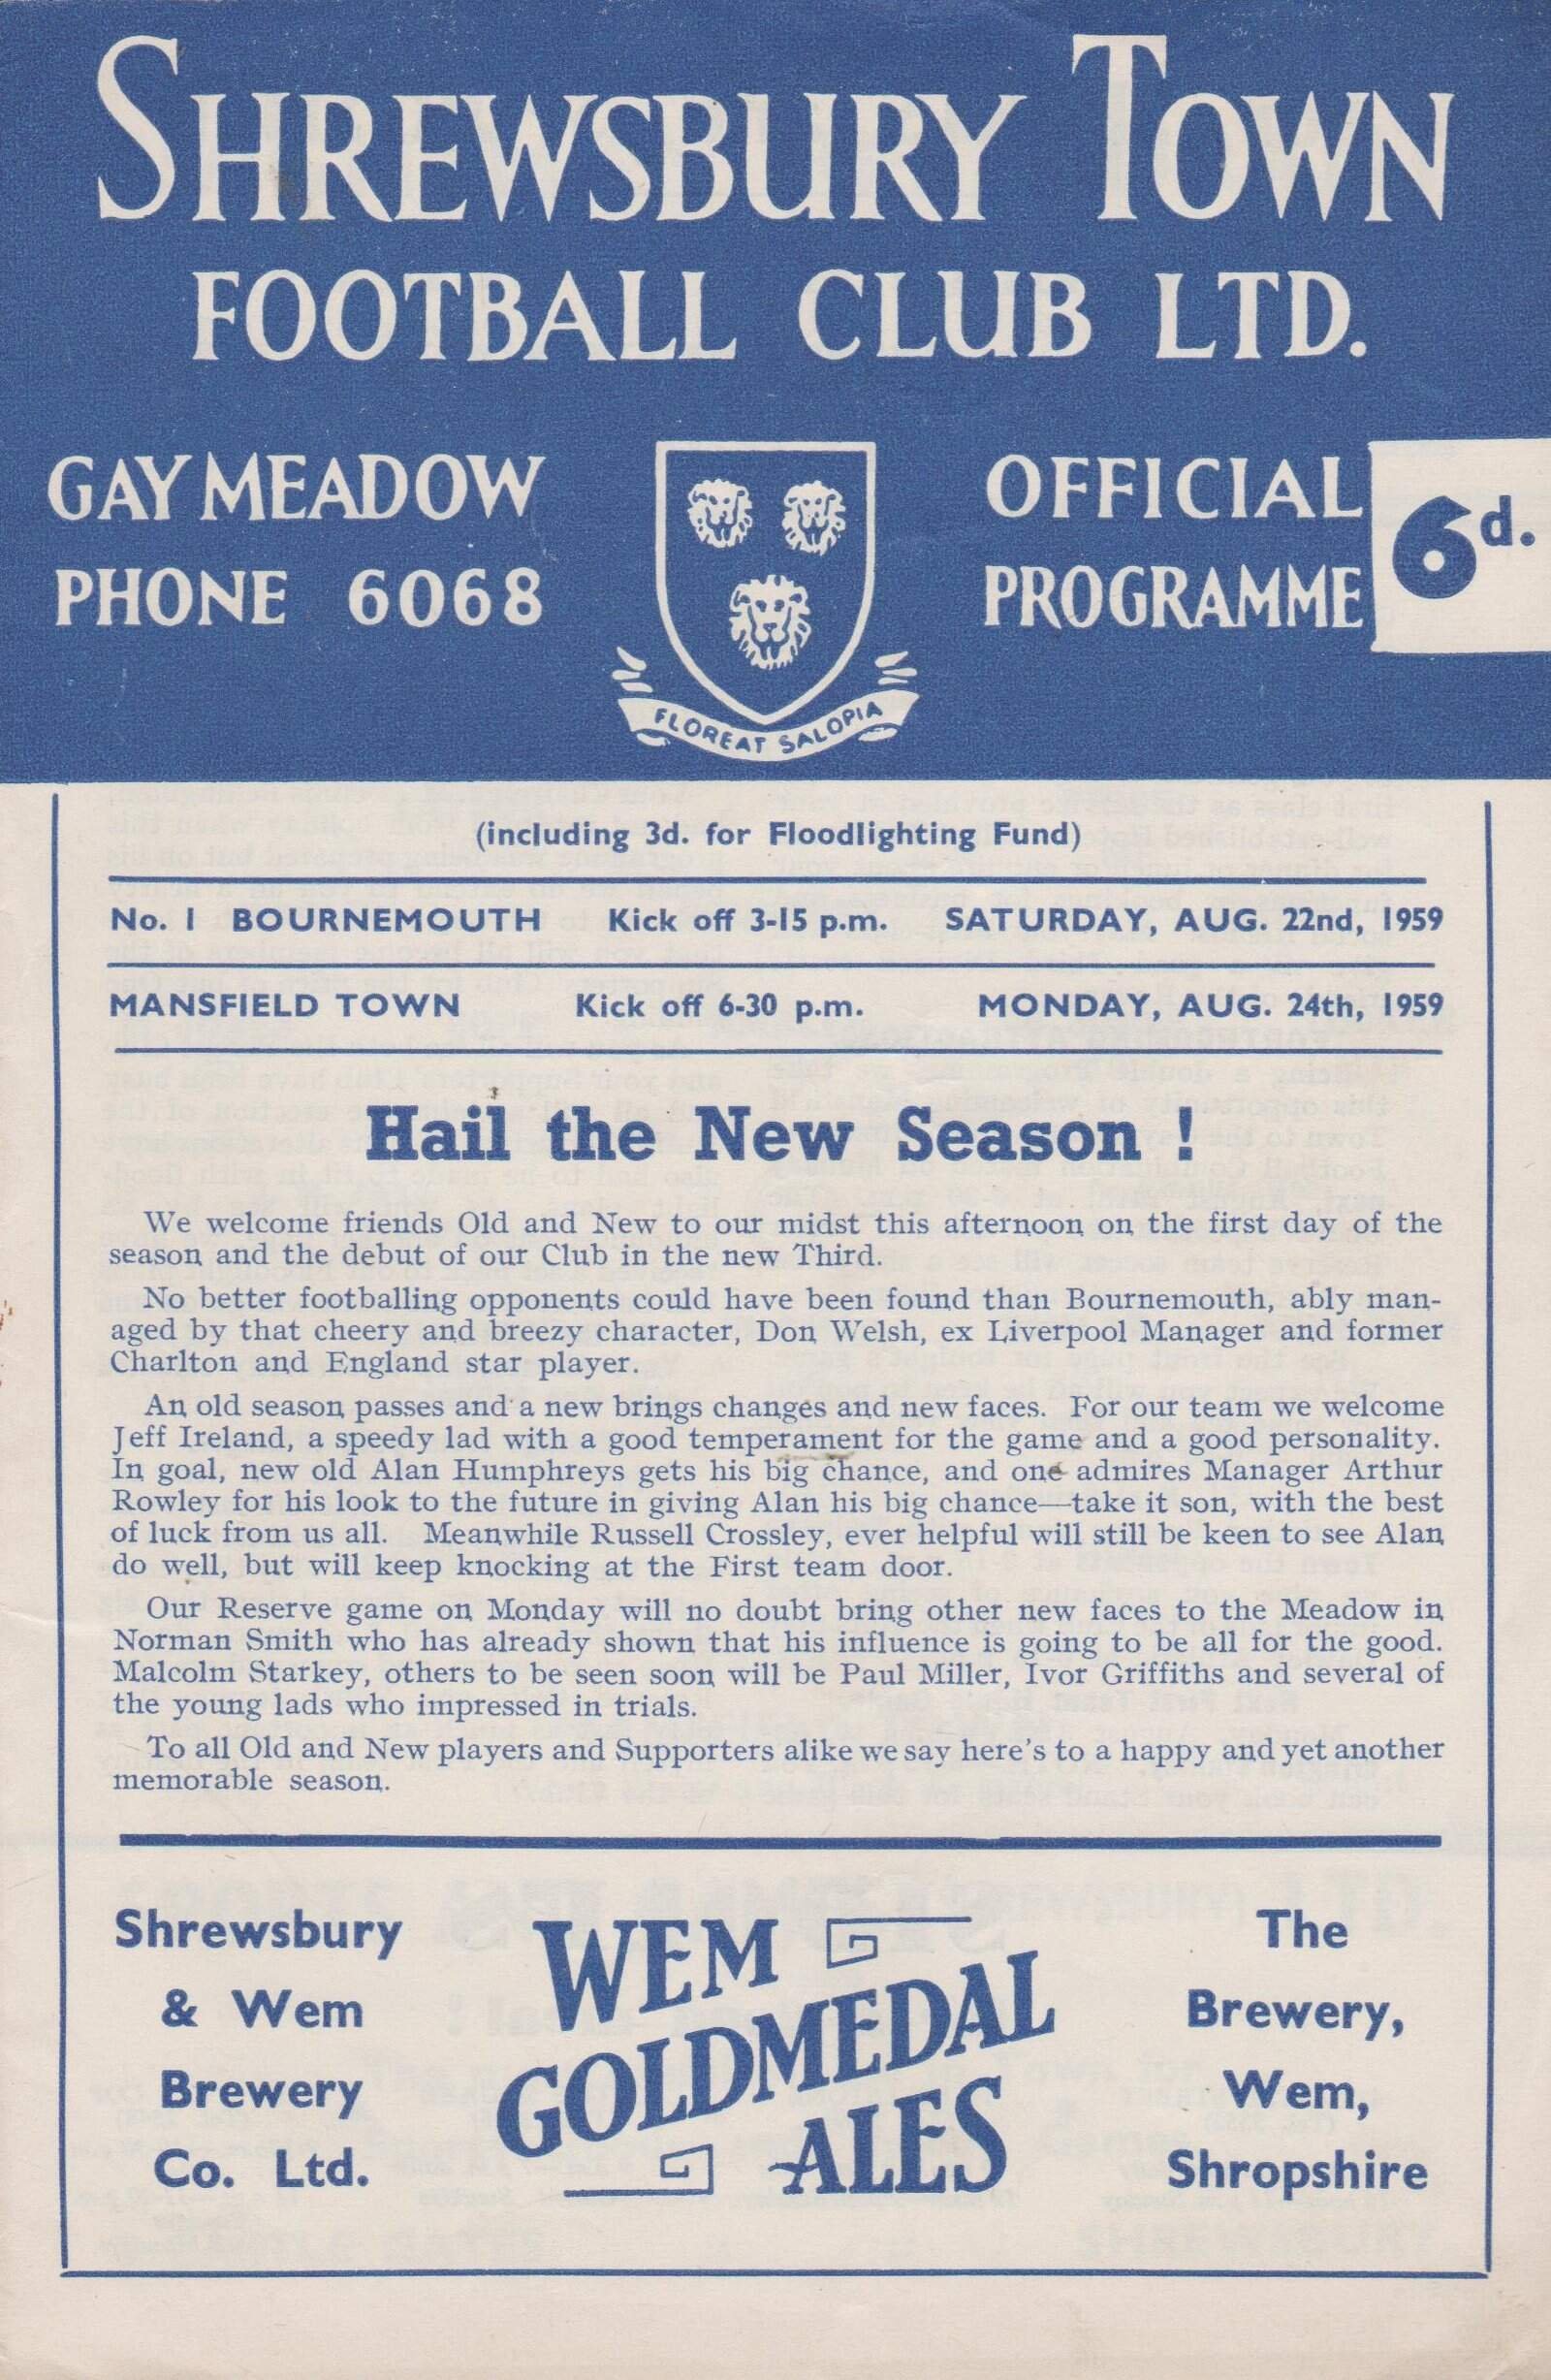 SHREWSBURY TOWN
FOOTBALL CLUB LTD.
GAY MEADOW
PHONE 6068
OFFICIAL
PROGRAMME
6d.
FLOREAT SALOPIA
(including 3d. for Floodlighting Fund)
No. 1 BOURNEMOUTH Kick off 3-15 p.m. SATURDAY, AUG. 22nd, 1959
MANSFIELD TOWN Kick off 6-30 p.m. MONDAY, AUG. 24th, 1959
Hail the New Season !
We welcome friends Old and New to our midst this afternoon on the first day of the
season and the debut of our Club in the new Third.
No better footballing opponents could have been found than Bournemouth, ably man-
aged by that cheery and breezy character, Don Welsh, ex Liverpool Manager and former
Charlton and England star player.
An old season passes and a new brings changes and new faces. For our team we welcome
Jeff Ireland, a speedy lad with a good temperament for the game and a good personality.
In goal, new old Alan Humphreys gets his big chance, and one admires Manager Arthur
Rowley for his look to the future in giving Alan his big chance—take it son, with the best
of luck from us all. Meanwhile Russell Crossley, ever helpful will still be keen to see Alan
do well, but will keep knocking at the First team door.
Our Reserve game on Monday will no doubt bring other new faces to the Meadow in
Norman Smith who has already shown that his influence is going to be all for the good.
Malcolm Starkey, others to be seen soon will be Paul Miller, Ivor Griffiths and several of
the young lads who impressed in trials.
To all Old and New players and Supporters alike we say here's to a happy and yet another
memorable season.
Shrewsbury
& Wem
Brewery
Co. Ltd.
WEM
GOLDMEDAL
ALES
The
Brewery,
Wem,
Shropshire